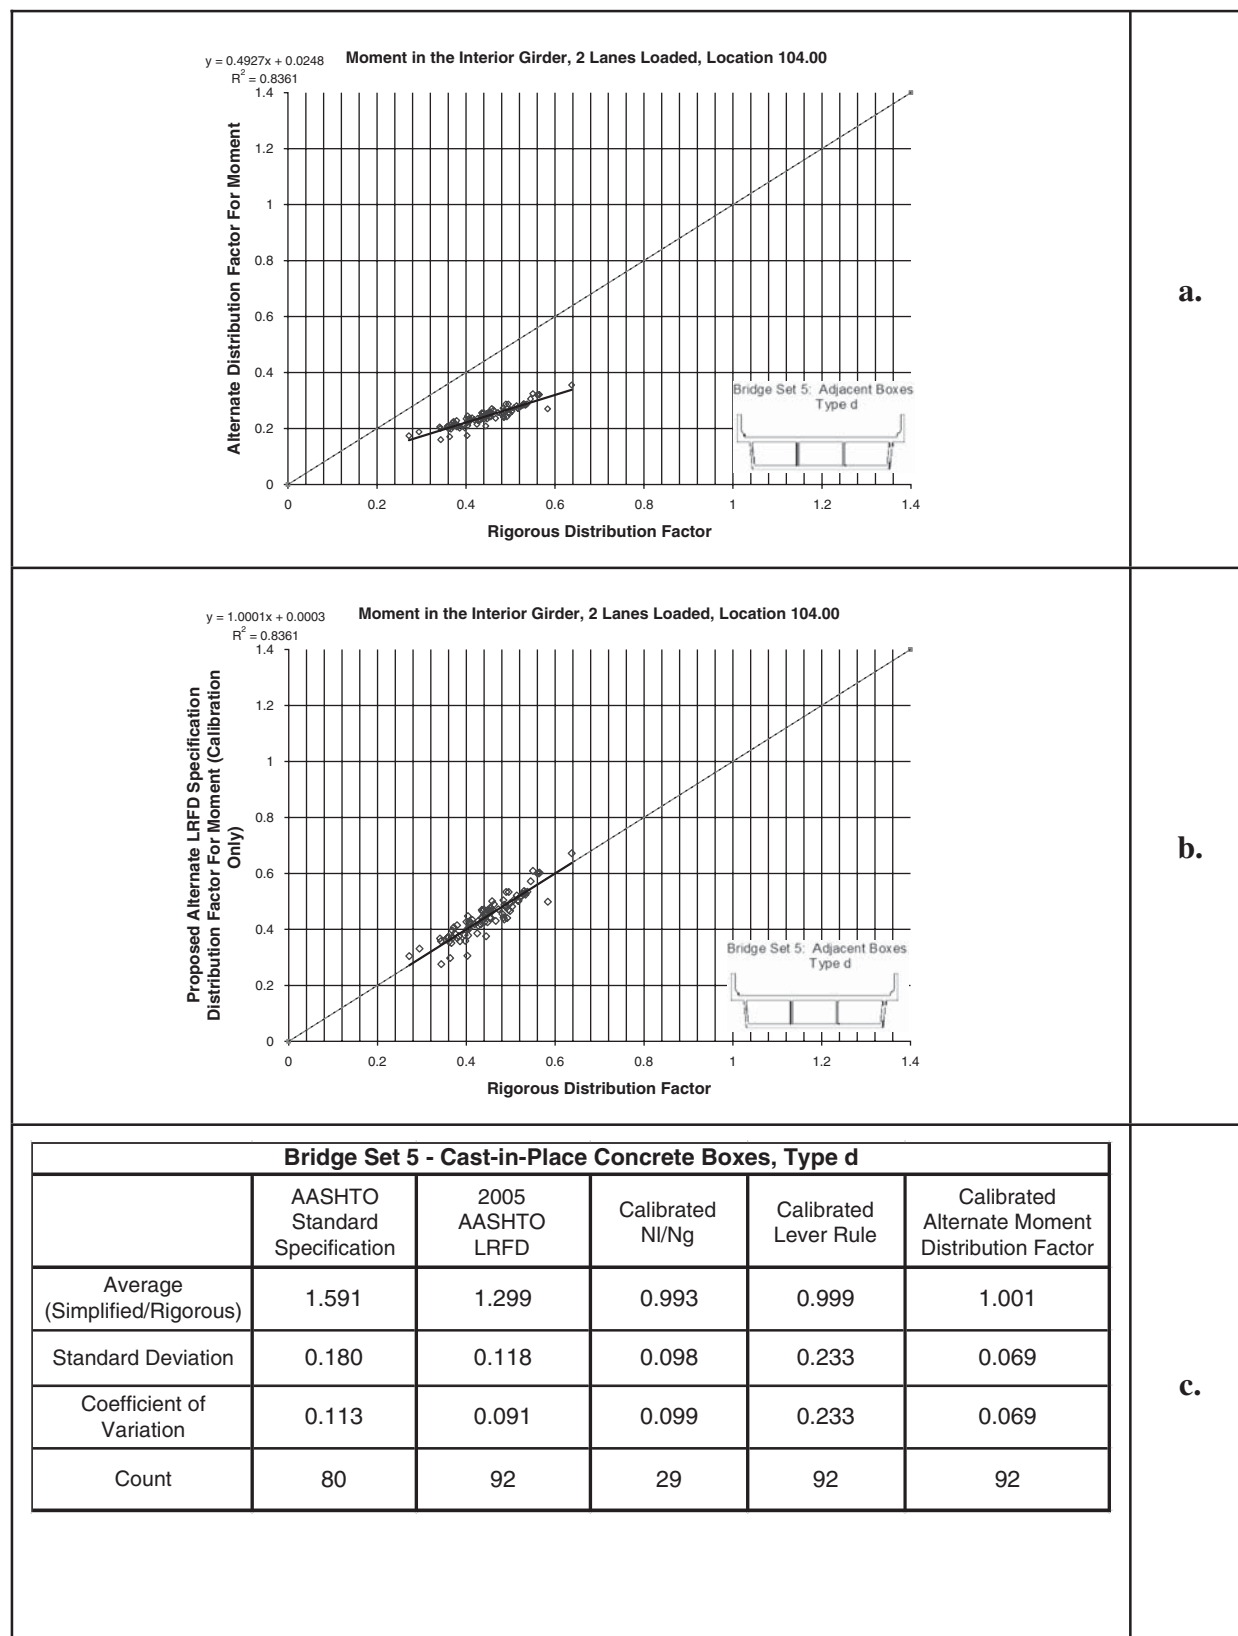 y = 0.4927x + 0.0248
R² = 0.8361
Moment in the Interior Girder, 2 Lanes Loaded, Location 104.00
Alternate Distribution Factor For Moment
1.4
1.2
1
0.8
0.6
0.4
0.2
0
0 0.2 0.4 0.6 0.8 1 1.2 1.4
Rigorous Distribution Factor
Bridge Set 5: Adjacent Boxes
Type d
a.
y = 1.0001x + 0.0003
R² = 0.8361
Moment in the Interior Girder, 2 Lanes Loaded, Location 104.00
Proposed Alternate LRFD Specification
Distribution Factor For Moment (Calibration
Only)
1.4
1.2
1
0.8
0.6
0.4
0.2
0
0 0.2 0.4 0.6 0.8 1 1.2 1.4
Rigorous Distribution Factor
Bridge Set 5: Adjacent Boxes
Type d
b.
Bridge Set 5 - Cast-in-Place Concrete Boxes, Type d
AASHTO
Standard
Specification
2005
AASHTO
LRFD
Calibrated
Nl/Ng
Calibrated
Lever Rule
Calibrated
Alternate Moment
Distribution Factor
Average
(Simplified/Rigorous)
1.591 1.299 0.993 0.999 1.001
Standard Deviation 0.180 0.118 0.098 0.233 0.069
Coefficient of
Variation
0.113 0.091 0.099 0.233 0.069
Count 80 92 29 92 92
c.